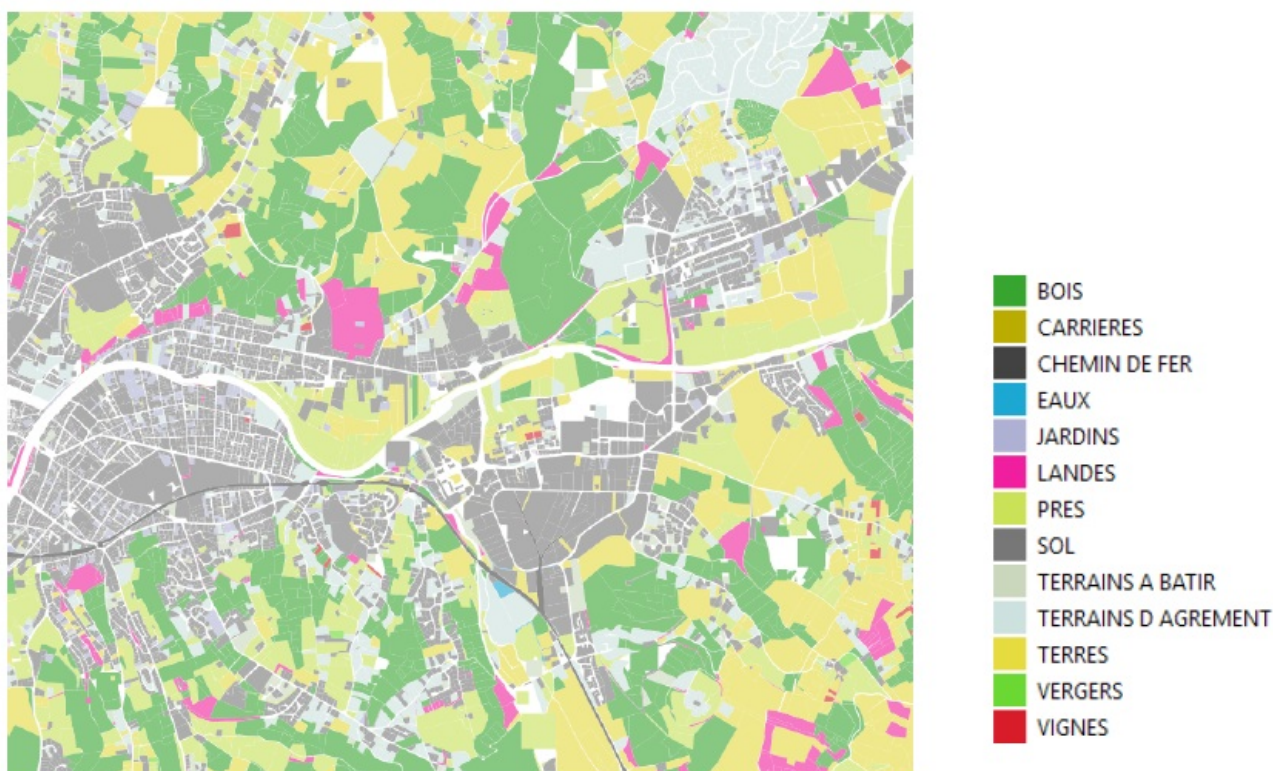 BOIS
CARRIERES
CHEMIN DE FER
EAUX
JARDINS
LANDES
PRES
SOL
TERRAINS A BATIR
TERRAINS D AGREMENT
TERRES
VERGERS
VIGNES